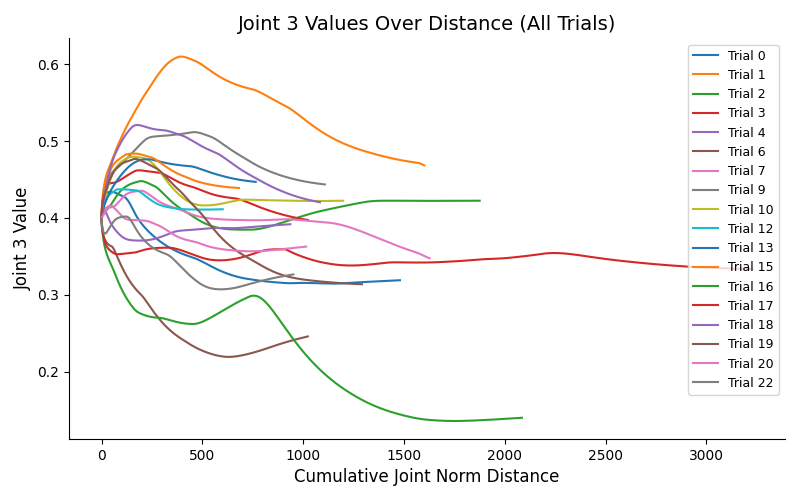 Joint 3 Values Over Distance (All Trials)
Joint 3 Value
0.6
0.5
0.4
0.3
0.2
0
500
1000
1500
2000
2500
3000
Cumulative Joint Norm Distance
Trial 0
Trial 1
Trial 2
Trial 3
Trial 4
Trial 6
Trial 7
Trial 9
Trial 10
Trial 12
Trial 13
Trial 15
Trial 16
Trial 17
Trial 18
Trial 19
Trial 20
Trial 22